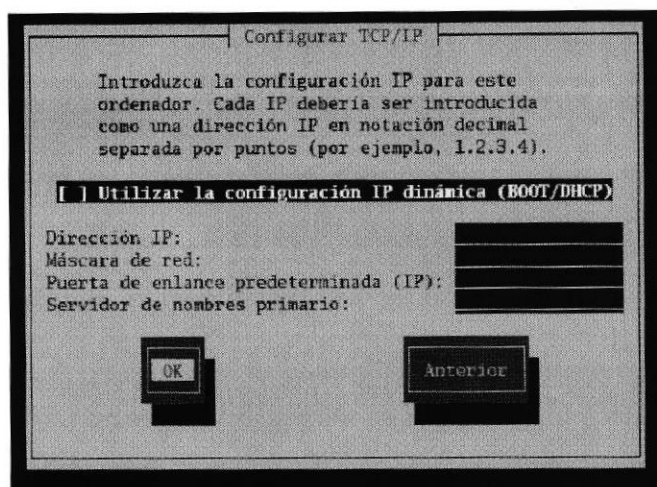 Configurar TCP/IP
Introduzca la configuración IP para este
ordenador. Cada IP debería ser introducida
como una dirección IP en notación decimal
separada por puntos (por ejemplo, 1.2.3.4).
[ ] Utilizar la configuración IP dinámica (BOOT/DHCP)
Dirección IP:
Máscara de red:
Puerta de enlance predeterminada (IP):
Servidor de nombres primario:
OK Anterior